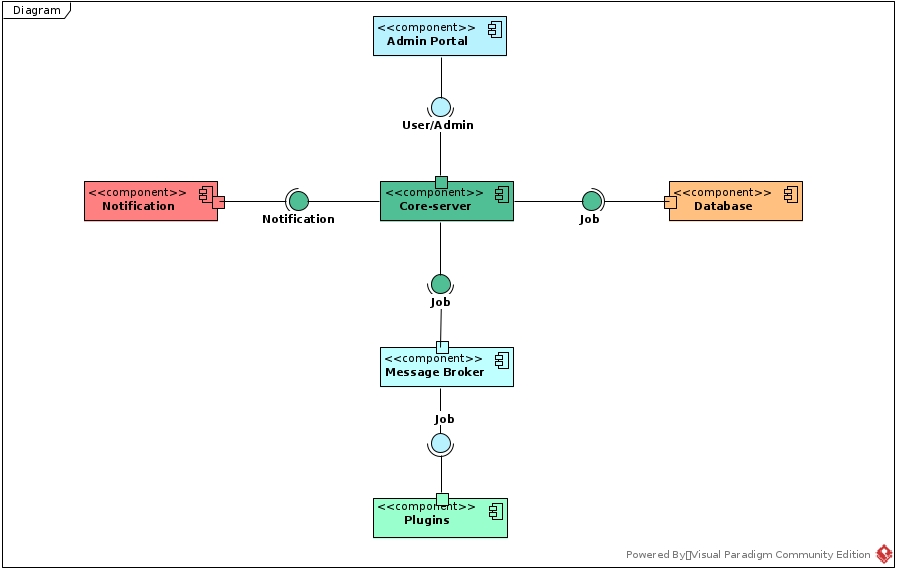 Diagram
<<component>>
Admin Portal
User/Admin
<<component>>
Notification
Notification
<<component>>
Core-server
Job
<<component>>
Database
Job
<<component>>
Message Broker
Job
<<component>>
Plugins
Powered By▯Visual Paradigm Community Edition